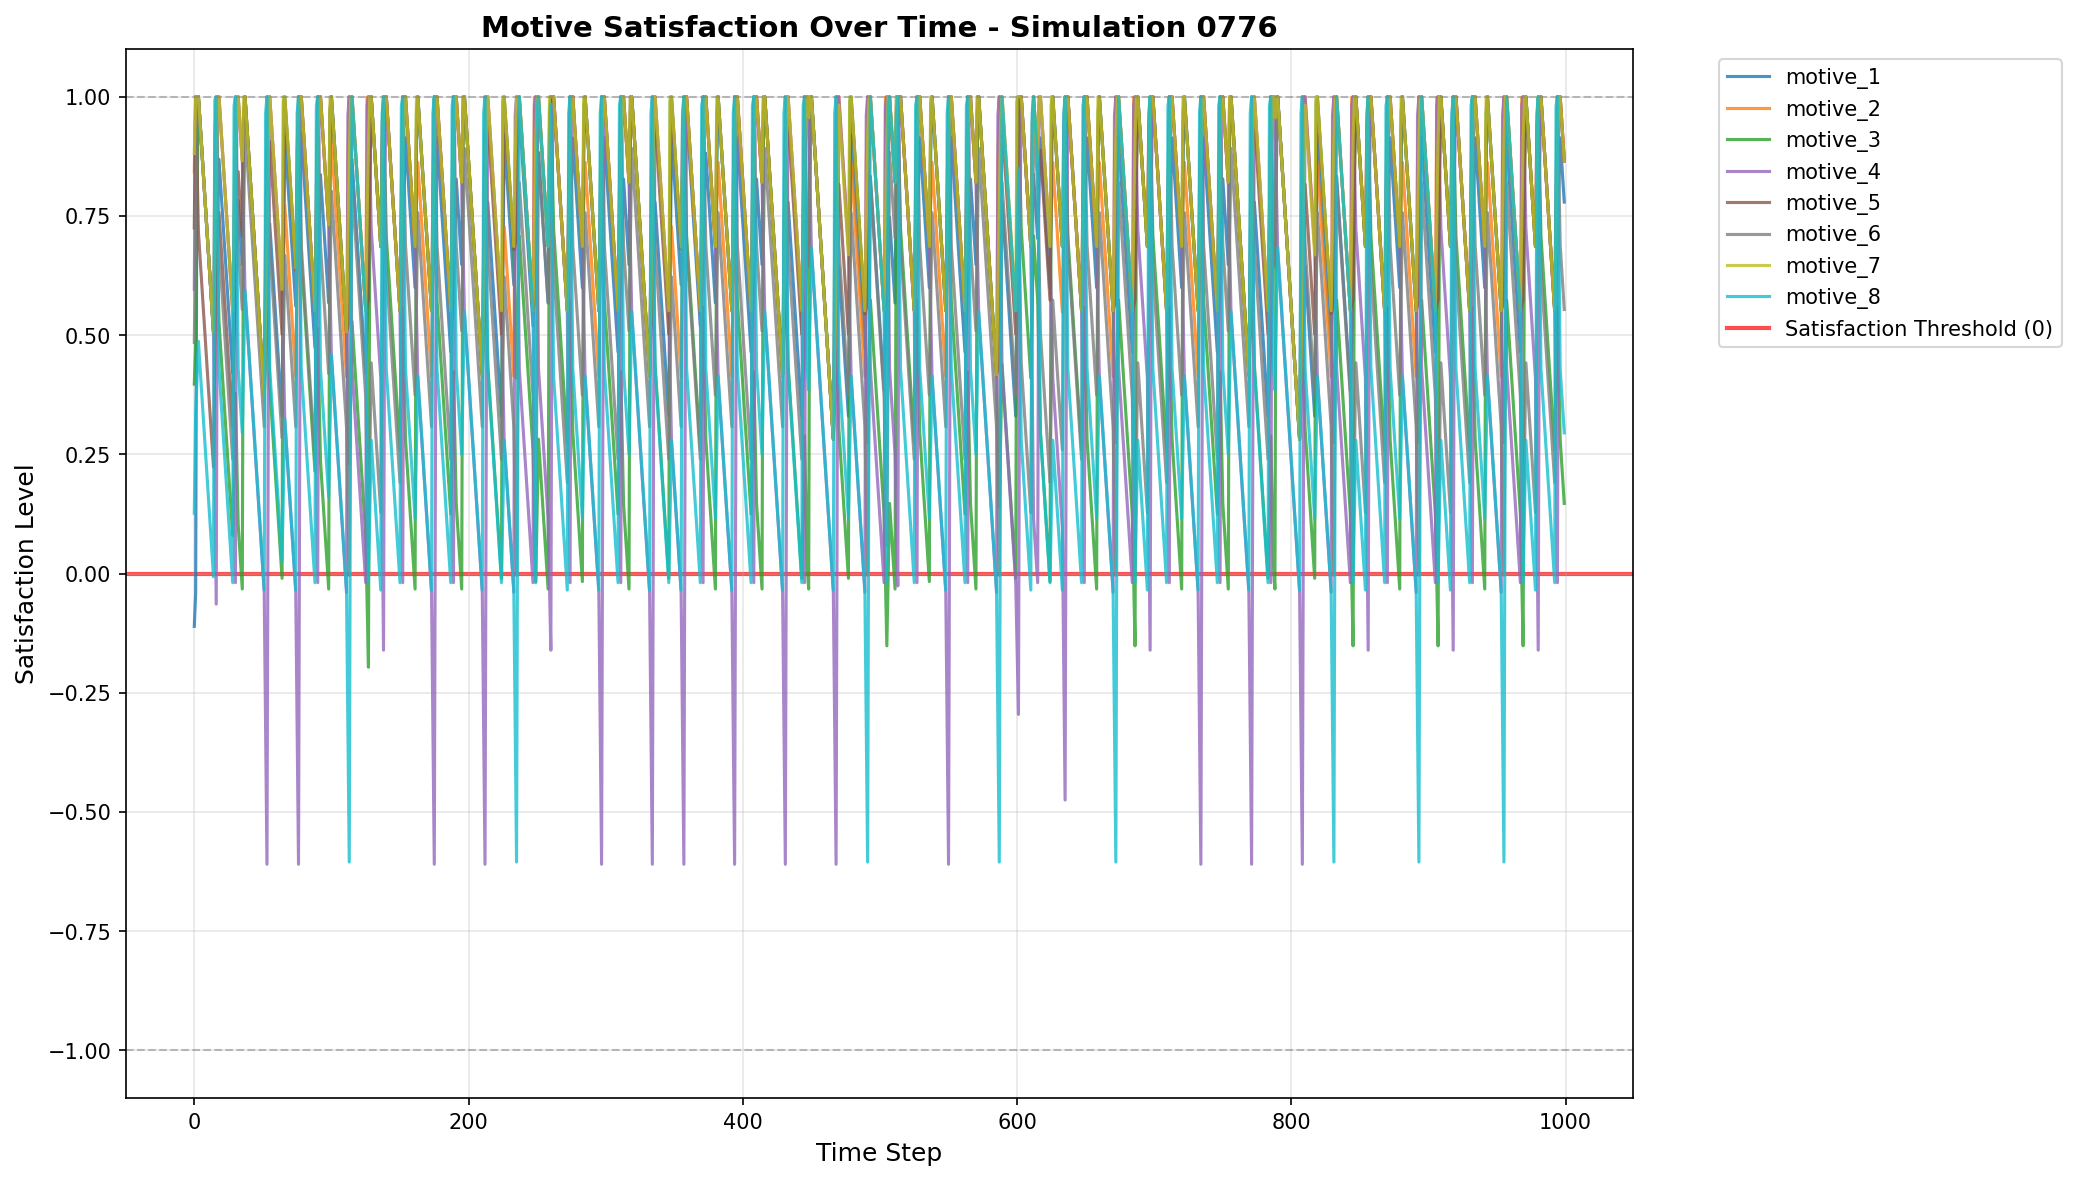 Motive Satisfaction Over Time - Simulation 0776
1.00
0.75
0.50
0.25
0.00
−0.25
−0.50
−0.75
−1.00
Satisfaction Level
0
200
400
600
800
1000
Time Step
motive_1
motive_2
motive_3
motive_4
motive_5
motive_6
motive_7
motive_8
Satisfaction Threshold (0)